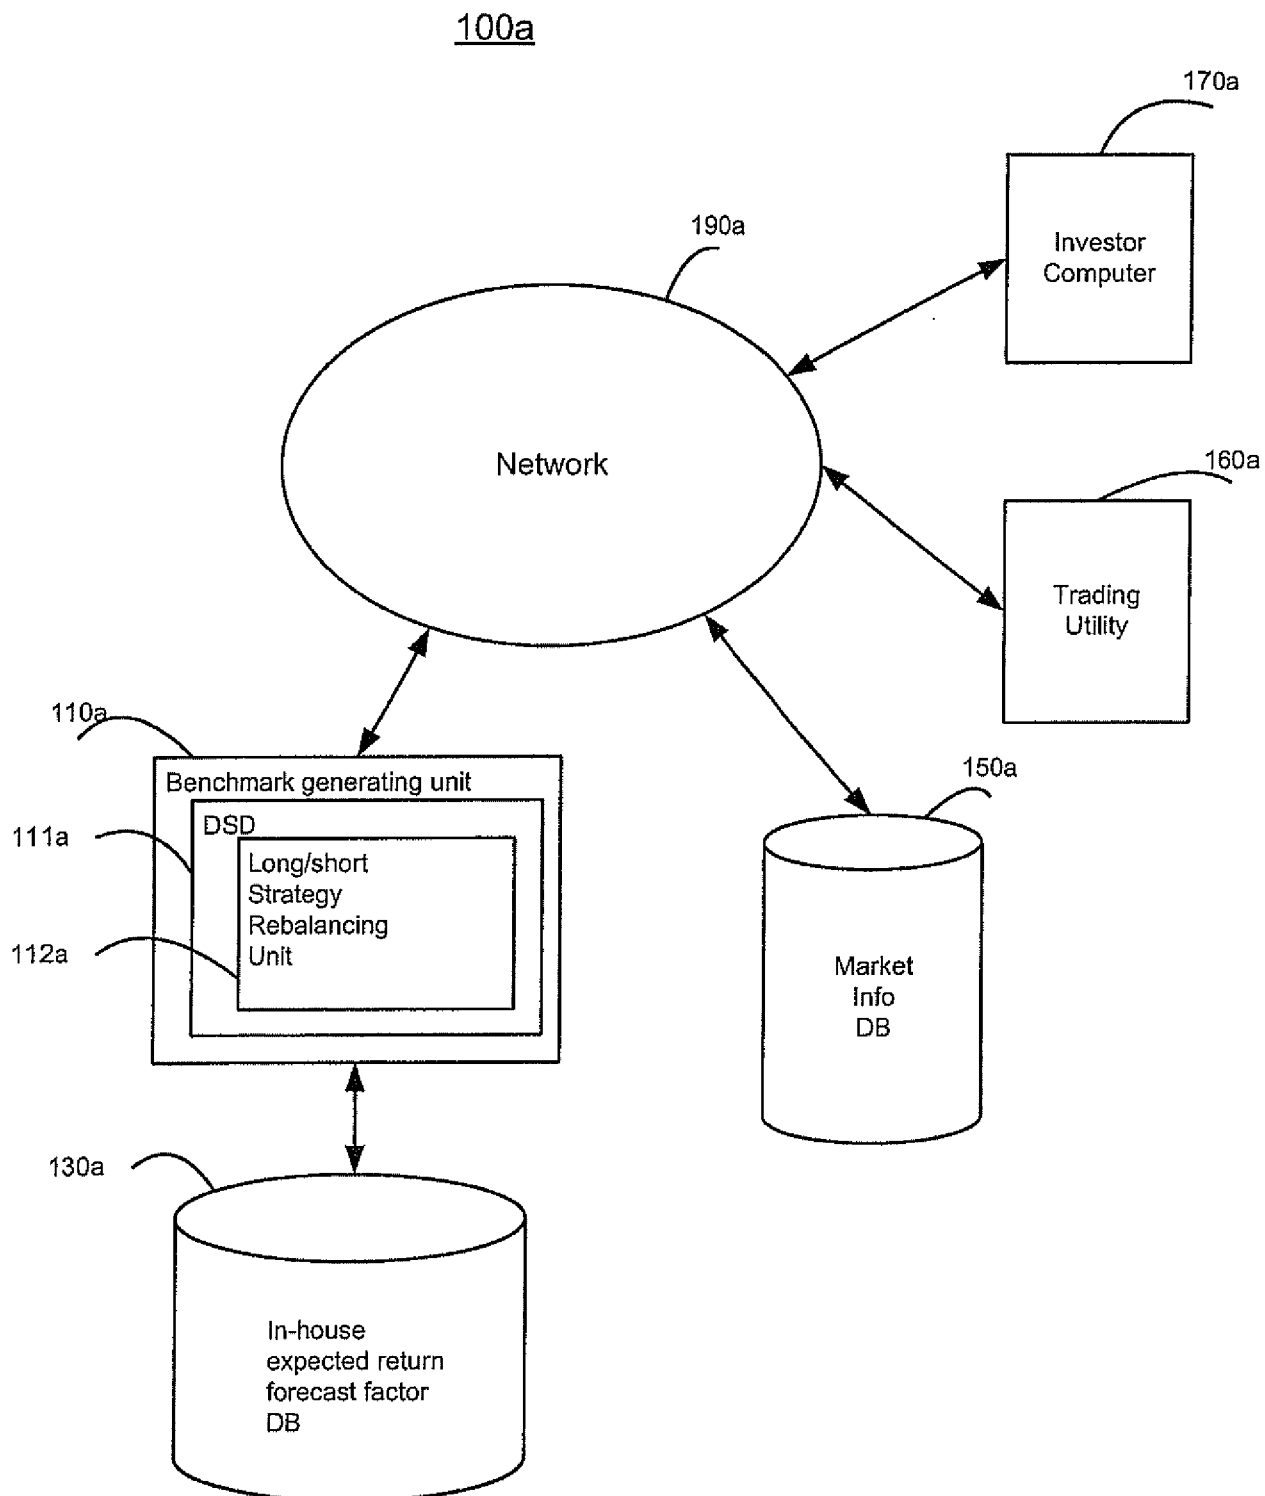 100a
170a
Investor
Computer
190a
Network
160a
Trading
Utility
110a
Benchmark generating unit
150a
111a
DSD
Long/short
Strategy
Rebalancing
Unit
112a
Market
Info
DB
130a
In-house
expected return
forecast factor
DB